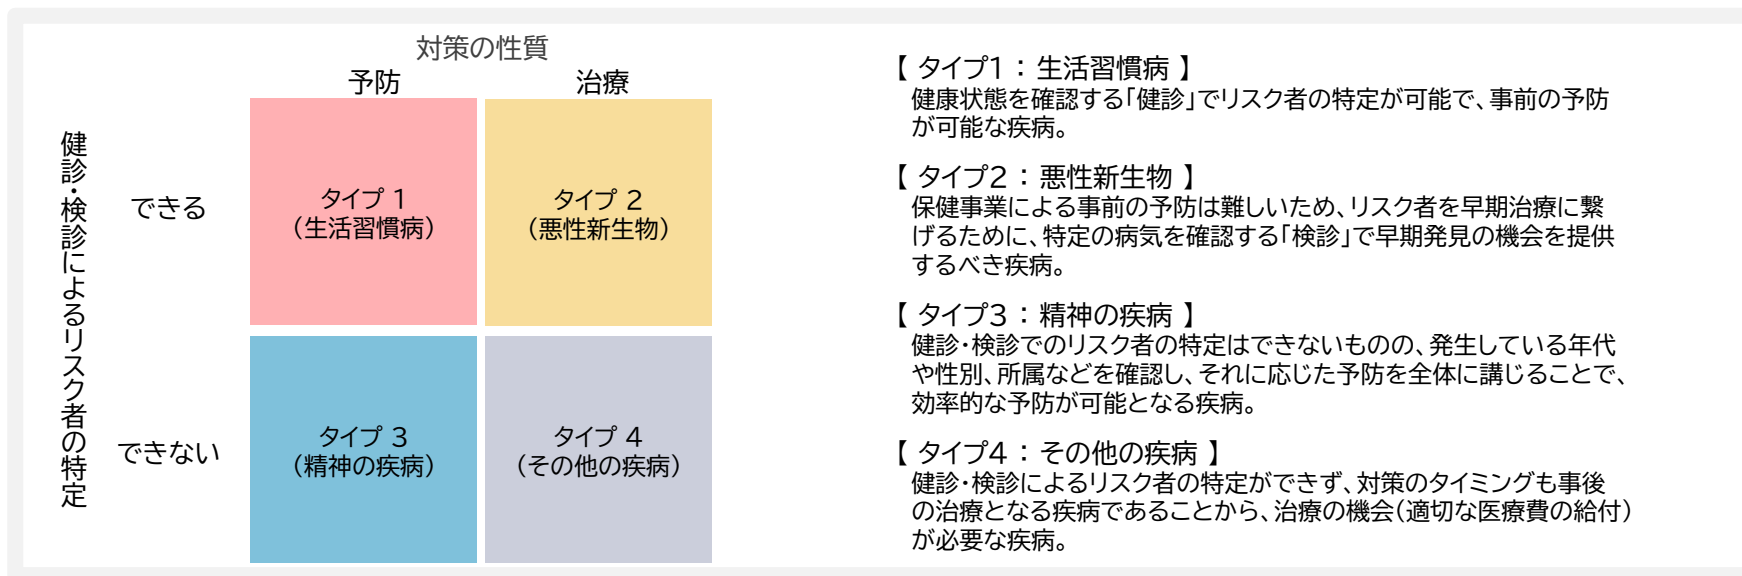 対策の性質
予防
治療
健診・検診によるリスク者の特定
できる
できない
タイプ 1
（生活習慣病）
タイプ 2
（悪性新生物）
タイプ 3
（精神の疾病）
タイプ 4
（その他の疾病）
【 タイプ1 ： 生活習慣病 】
健康状態を確認する「健診」でリスク者の特定が可能で、事前の予防
が可能な疾病。
【 タイプ2 ： 悪性新生物 】
保健事業による事前の予防は難しいため、リスク者を早期治療に繋
げるために、特定の病気を確認する「検診」で早期発見の機会を提供
するべき疾病。
【 タイプ3 ： 精神の疾病 】
健診・検診でのリスク者の特定はできないものの、発生している年代
や性別、所属などを確認し、それに応じた予防を全体に講じることで、
効率的な予防が可能となる疾病。
【 タイプ4 ： その他の疾病 】
健診・検診によるリスク者の特定ができず、対策のタイミングも事後
の治療となる疾病であることから、治療の機会（適切な医療費の給付）
が必要な疾病。